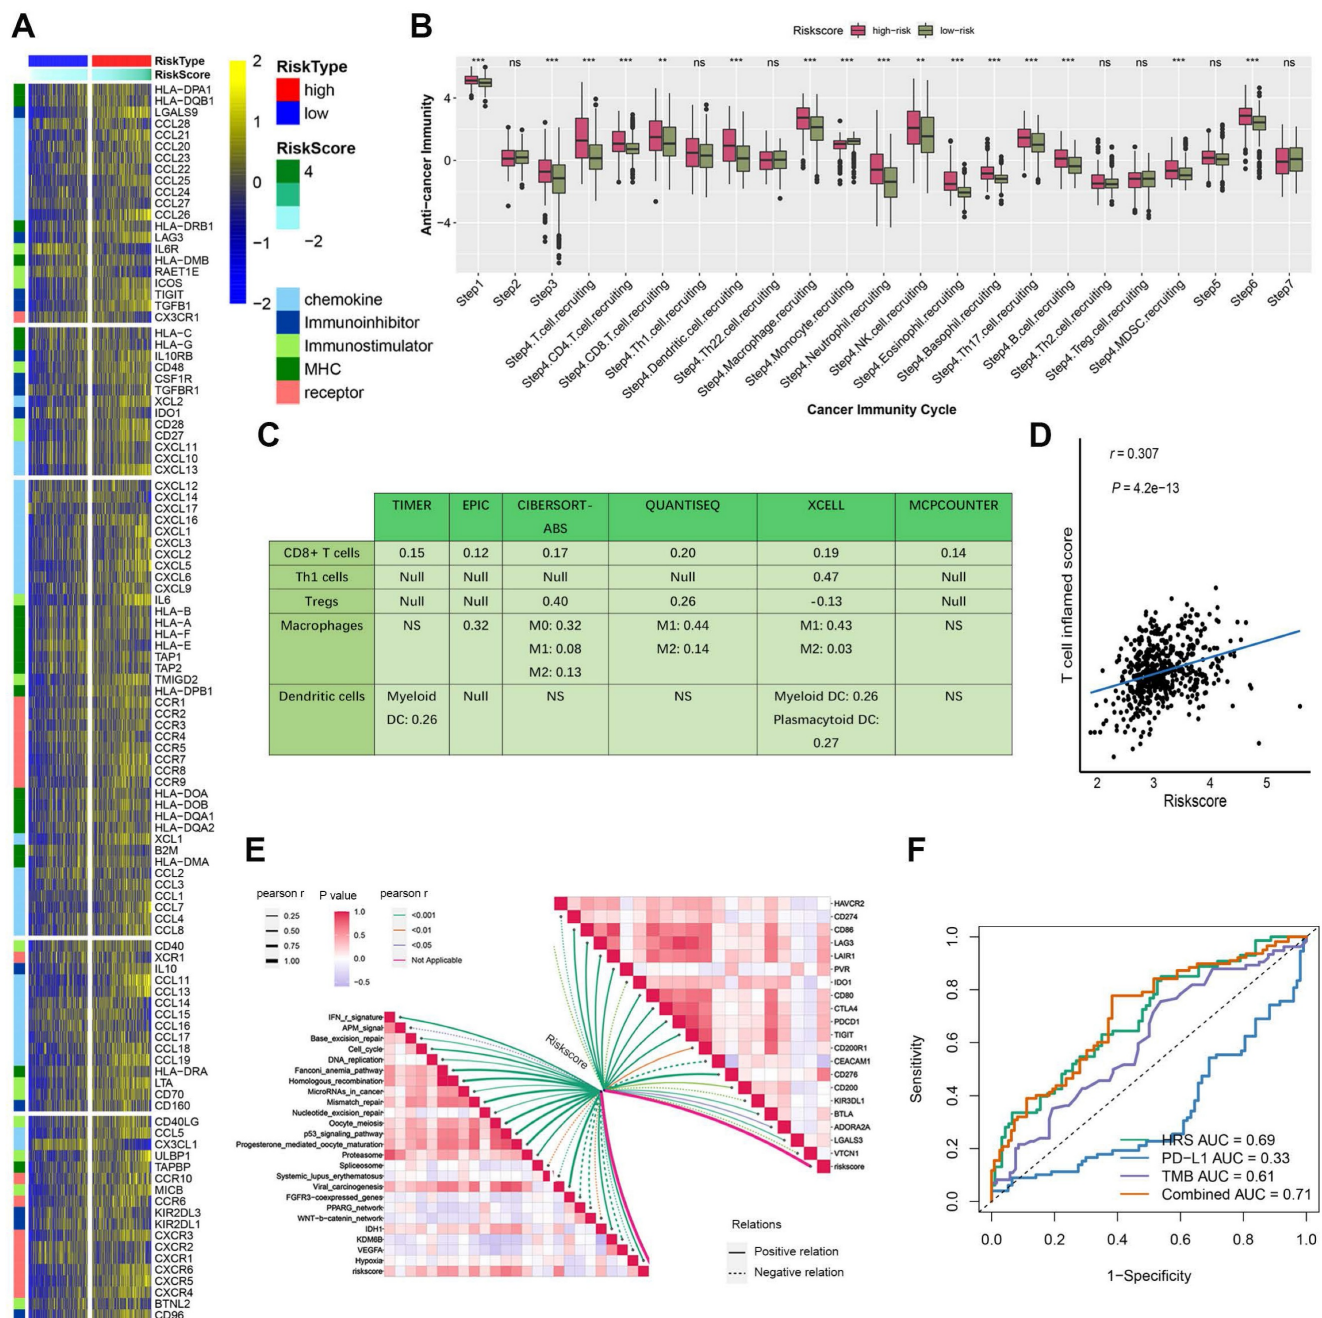 A
RiskType
RiskScore
HLA-DPA1
HLA-DQB1
LGALS9
CCL28
CCL21
CCL20
CCL23
CCL22
CCL25
CCL24
CCL27
CCL26
HLA-DRB1
LAG3
IL6R
HLA-DMB
RAET1E
ICOS
TIGIT
TGFB1
CX3CR1
HLA-C
HLA-G
IL10RB
CD48
CSF1R
TGFBR1
XCL2
IDO1
CD28
CD27
CXCL11
CXCL10
CXCL13
CXCL12
CXCL14
CXCL17
CXCL16
CXCL1
CXCL3
CXCL2
CXCL5
CXCL6
CXCL9
IL6
HLA-B
HLA-A
HLA-F
HLA-E
TAP1
TAP2
TMIGD2
HLA-DPB1
CCR1
CCR2
CCR3
CCR4
CCR5
CCR7
CCR8
CCR9
HLA-DOA
HLA-DOB
HLA-DQA1
HLA-DQA2
XCL1
B2M
HLA-DMA
CCL2
CCL3
CCL1
CCL7
CCL4
CCL8
CD40
XCR1
IL10
CCL11
CCL13
CCL14
CCL15
CCL16
CCL17
CCL18
CCL19
HLA-DRA
LTA
CD70
CD160
CD40LG
CCL5
CX3CL1
ULBP1
TAPBP
CCR10
MICB
CCR6
KIR2DL3
KIR2DL1
CXCR3
CXCR2
CXCR1
CXCR6
CXCR5
CXCR4
BTNL2
CD96
2
1
0
−1
−2
RiskType
high
low
RiskScore
4
−2
chemokine
Immunoinhibitor
Immunostimulator
MHC
receptor
B
Riskscore high-risk low-risk
*** ns *** *** *** ** ns *** ns *** *** *** ** *** *** *** *** ns ns *** ns *** ns
Anti-cancer Immunity
4
0
−4
Step1
Step2
Step3
Step4.T.cell.recruiting
Step4.CD4.T.cell.recruiting
Step4.CD8.T.cell.recruiting
Step4.Th1.cell.recruiting
Step4.Dendritic.cell.recruiting
Step4.Th22.cell.recruiting
Step4.Macrophage.recruiting
Step4.Monocyte.recruiting
Step4.Neutrophil.recruiting
Step4.NK.cell.recruiting
Step4.Eosinophil.recruiting
Step4.Basophil.recruiting
Step4.Th17.cell.recruiting
Step4.B.cell.recruiting
Step4.Th2.cell.recruiting
Step4.Treg.cell.recruiting
Step4.MDSC.recruiting
Step5
Step6
Step7
Cancer Immunity Cycle
C
TIMER EPIC CIBERSORT- QUANTISEQ XCELL MCPCOUNTER
ABS
CD8+ T cells 0.15 0.12 0.17 0.20 0.19 0.14
Th1 cells Null Null Null Null 0.47 Null
Tregs Null Null 0.40 0.26 -0.13 Null
Macrophages NS 0.32 M0: 0.32 M1: 0.44 M1: 0.43 NS
M1: 0.08 M2: 0.14 M2: 0.03
M2: 0.13
Dendritic cells Myeloid Null NS NS Myeloid DC: 0.26 NS
DC: 0.26 Plasmacytoid DC:
0.27
D
r = 0.307
P = 4.2e−13
T cell inflamed score
2 3 4 5
Riskscore
E
pearson r
0.25
0.50
0.75
1.00
P value
1.0
0.5
0.0
−0.5
pearson r
<0.001
<0.01
<0.05
Not Applicable
HAVCR2
CD274
CD86
LAG3
LAIR1
PVR
IDO1
CD80
CTLA4
PDCD1
TIGIT
CD200R1
CEACAM1
CD276
CD200
KIR3DL1
BTLA
ADORA2A
LGALS3
VTCN1
riskscore
Riskscore
IFN_r_signature
APM_signal
Base_excision_repair
Cell_cycle
DNA_replication
Fanconi_anemia_pathway
Homologous_recombination
MicroRNAs_in_cancer
Mismatch_repair
Nucleotide_excision_repair
Oocyte_meiosis
p53_signaling_pathway
Progesterone_mediated_oocyte_maturation
Proteasome
Spliceosome
Systemic_lupus_erythematosus
Viral_carcinogenesis
FGFR3-coexpressed_genes
PPARG_network
WNT-b-catenin_network
IDH1
KDM6B
VEGFA
Hypoxia
riskscore
Relations
Positive relation
Negative relation
F
Sensitivity
1.0
0.8
0.6
0.4
0.2
0.0
HRS AUC = 0.69
PD-L1 AUC = 0.33
TMB AUC = 0.61
Combined AUC = 0.71
0.0 0.2 0.4 0.6 0.8 1.0
1−Specificity